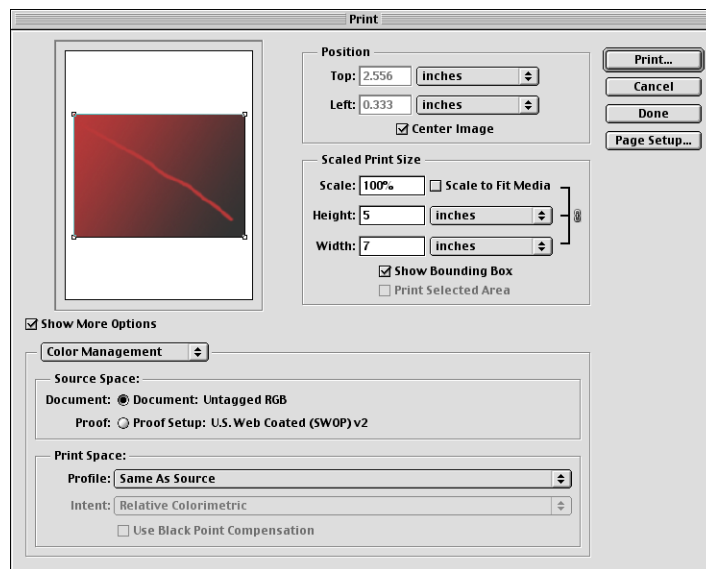 Print
Position
Top: 2.556 inches
Left: 0.333 inches
Center Image
Print...
Cancel
Done
Page Setup...
Scaled Print Size
Scale: 100% Scale to Fit Media
Height: 5 inches
Width: 7 inches
Show Bounding Box
Print Selected Area
Show More Options
Color Management
Source Space:
Document: Document: Untagged RGB
Proof: Proof Setup: U.S. Web Coated (SWOP) v2
Print Space:
Profile: Same As Source
Intent: Relative Colorimetric
Use Black Point Compensation